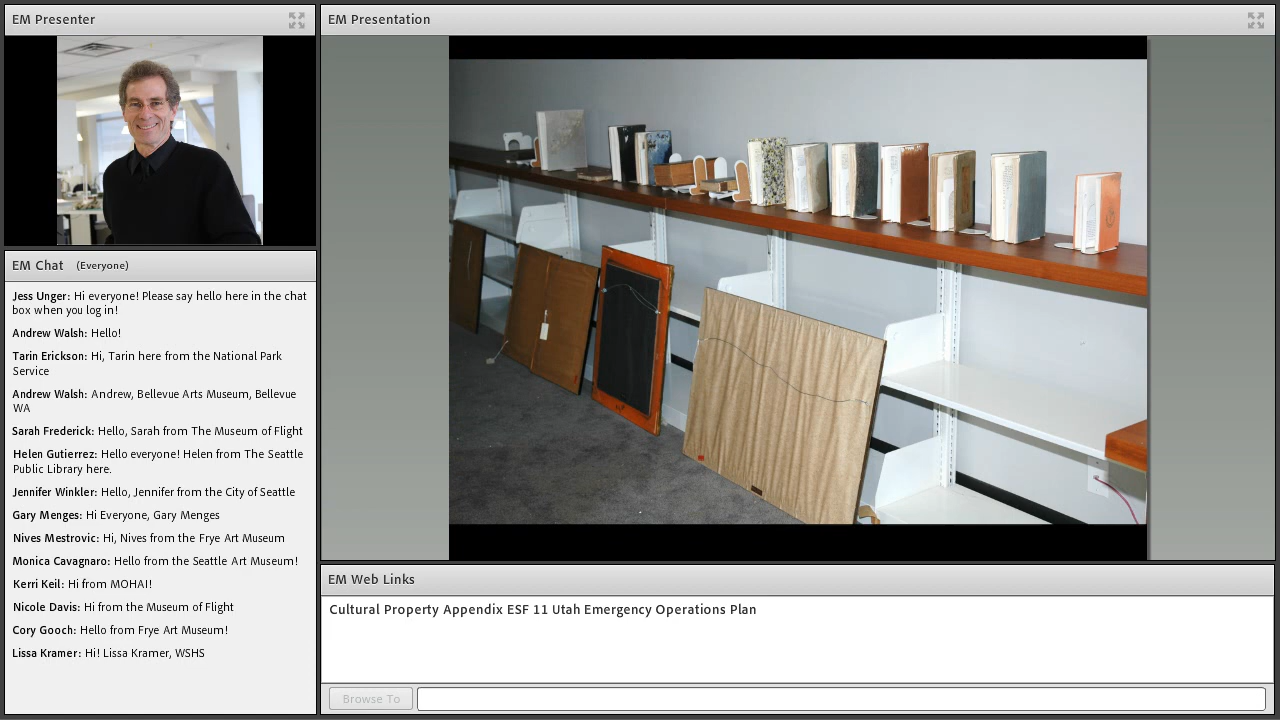 EM Presenter
EM Chat (Everyone)
Jess Unger: Hi everyone! Please say hello here in the chat
box when you log in!
Andrew Walsh: Hello!
Tarin Erickson: Hi, Tarin here from the National Park
Service
Andrew Walsh: Andrew, Bellevue Arts Museum, Bellevue
WA
Sarah Frederick: Hello, Sarah from The Museum of Flight
Helen Gutierrez: Hello everyone! Helen from The Seattle
Public Library here.
Jennifer Winkler: Hello, Jennifer from the City of Seattle
Gary Menges: Hi Everyone, Gary Menges
Nives Mestrovic: Hi, Nives from the Frye Art Museum
Monica Cavagnaro: Hello from the Seattle Art Museum!
Kerri Keil: Hi from MOHAI!
Nicole Davis: Hi from the Museum of Flight
Cory Gooch: Hello from Frye Art Museum!
Lissa Kramer: Hi! Lissa Kramer, WSHS
EM Presentation
EM Web Links
Cultural Property Appendix ESF 11 Utah Emergency Operations Plan
Browse To